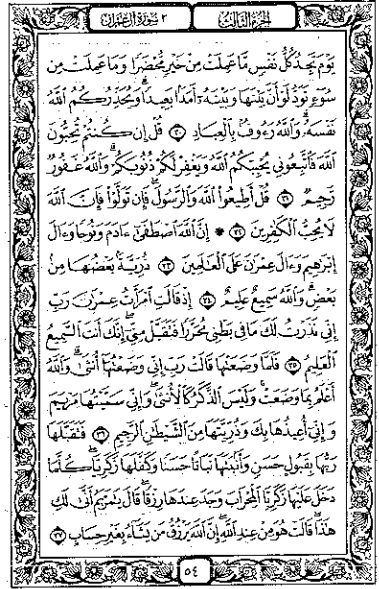 الجزء الثالث
٣ سورة آل عمران
يَوْمَ تَجِدُ كُلُّ نَفْسٍ مَّا عَمِلَتْ مِنْ خَيْرٍ مُّحْضَرًا وَمَا عَمِلَتْ مِن
سُوٓءٍ تَوَدُّ لَوْ أَنَّ بَيْنَهَا وَبَيْنَهُۥٓ أَمَدًۢا بَعِيدًا ۗ وَيُحَذِّرُكُمُ ٱللَّهُ
نَفْسَهُۥ ۗ وَٱللَّهُ رَءُوفٌۢ بِٱلْعِبَادِ ٣٠ قُلْ إِن كُنتُمْ تُحِبُّونَ
ٱللَّهَ فَٱتَّبِعُونِى يُحْبِبْكُمُ ٱللَّهُ وَيَغْفِرْ لَكُمْ ذُنُوبَكُمْ ۗ وَٱللَّهُ غَفُورٌ
رَّحِيمٌ ٣١ قُلْ أَطِيعُوا۟ ٱللَّهَ وَٱلرَّسُولَ ۖ فَإِن تَوَلَّوْا۟ فَإِنَّ ٱللَّهَ
لَا يُحِبُّ ٱلْكَٰفِرِينَ ٣٢ ۞ إِنَّ ٱللَّهَ ٱصْطَفَىٰٓ ءَادَمَ وَنُوحًا وَءَالَ
إِبْرَٰهِيمَ وَءَالَ عِمْرَٰنَ عَلَى ٱلْعَٰلَمِينَ ٣٣ ذُرِّيَّةًۢ بَعْضُهَا مِنۢ
بَعْضٍ ۗ وَٱللَّهُ سَمِيعٌ عَلِيمٌ ٣٤ إِذْ قَالَتِ ٱمْرَأَتُ عِمْرَٰنَ رَبِّ
إِنِّى نَذَرْتُ لَكَ مَا فِى بَطْنِى مُحَرَّرًا فَتَقَبَّلْ مِنِّىٓ ۖ إِنَّكَ أَنتَ ٱلسَّمِيعُ
ٱلْعَلِيمُ ٣٥ فَلَمَّا وَضَعَتْهَا قَالَتْ رَبِّ إِنِّى وَضَعْتُهَآ أُنثَىٰ وَٱللَّهُ
أَعْلَمُ بِمَا وَضَعَتْ وَلَيْسَ ٱلذَّكَرُ كَٱلْأُنثَىٰ ۖ وَإِنِّى سَمَّيْتُهَا مَرْيَمَ
وَإِنِّىٓ أُعِيذُهَا بِكَ وَذُرِّيَّتَهَا مِنَ ٱلشَّيْطَٰنِ ٱلرَّجِيمِ ٣٦ فَتَقَبَّلَهَا
رَبُّهَا بِقَبُولٍ حَسَنٍ وَأَنۢبَتَهَا نَبَاتًا حَسَنًا وَكَفَّلَهَا زَكَرِيَّا ۖ كُلَّمَا
دَخَلَ عَلَيْهَا زَكَرِيَّا ٱلْمِحْرَابَ وَجَدَ عِندَهَا رِزْقًا ۖ قَالَ يَٰمَرْيَمُ أَنَّىٰ لَكِ
هَٰذَا ۖ قَالَتْ هُوَ مِنْ عِندِ ٱللَّهِ ۖ إِنَّ ٱللَّهَ يَرْزُقُ مَن يَشَآءُ بِغَيْرِ حِسَابٍ ٣٧
٥٤